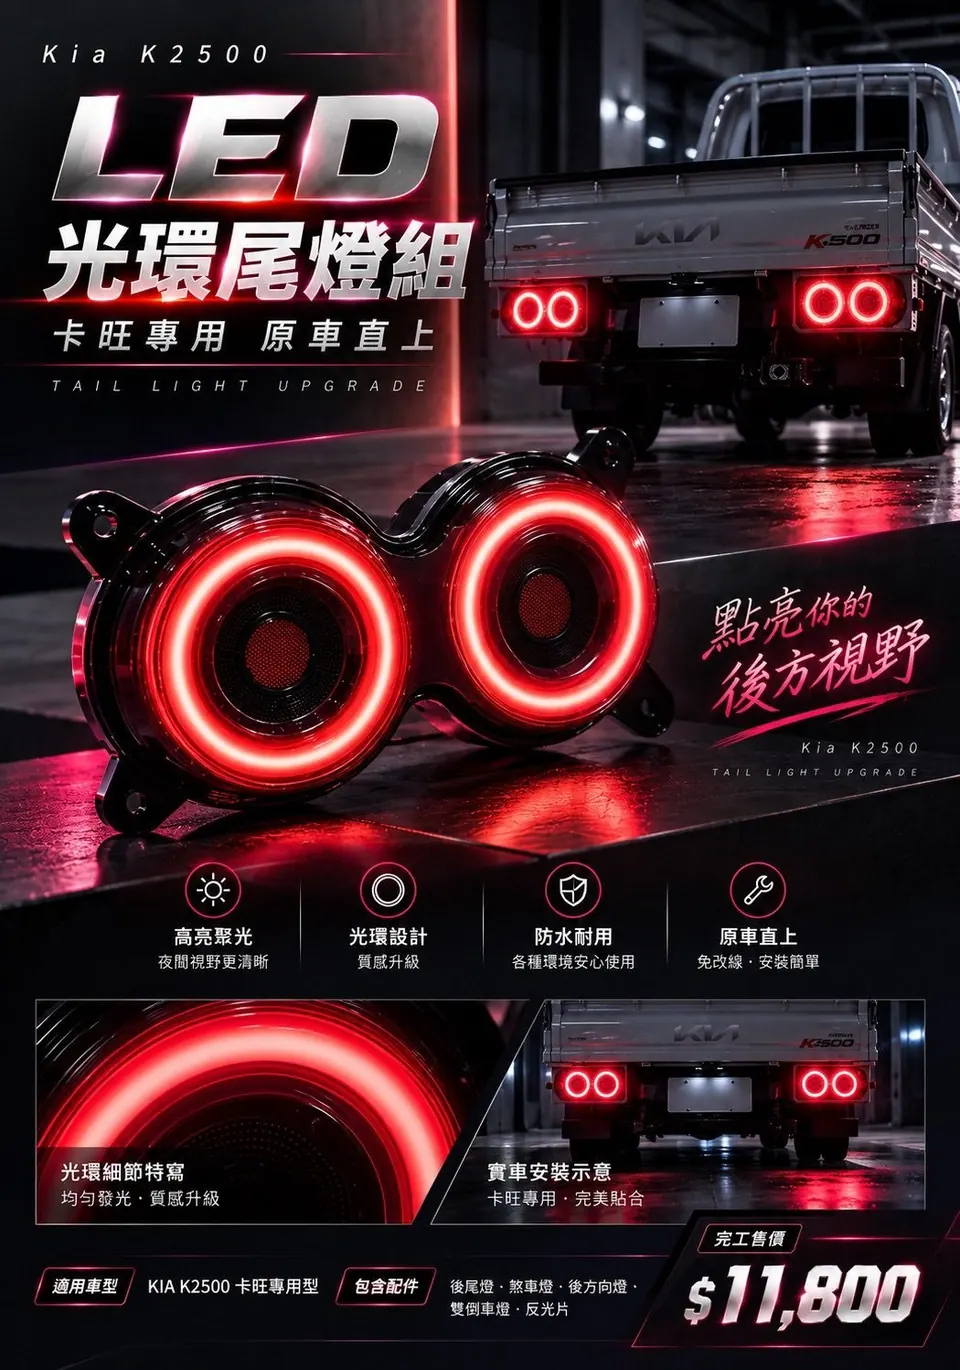 Kia K2500
LED
光環尾燈組
卡旺專用 原車直上
TAIL LIGHT UPGRADE
KIA
點亮你的
後方視野
Kia K2500
TAIL LIGHT UPGRADE
高亮聚光
夜間視野更清晰
光環設計
質感升級
防水耐用
各種環境安心使用
原車直上
免改線·安裝簡單
光環細節特寫
均勻發光·質感升級
KIA
實車安裝示意
卡旺專用·完美貼合
完工售價
$11,800
適用車型
KIA K2500 卡旺專用型
包含配件
後尾燈·煞車燈·後方向燈·
雙倒車燈·反光片